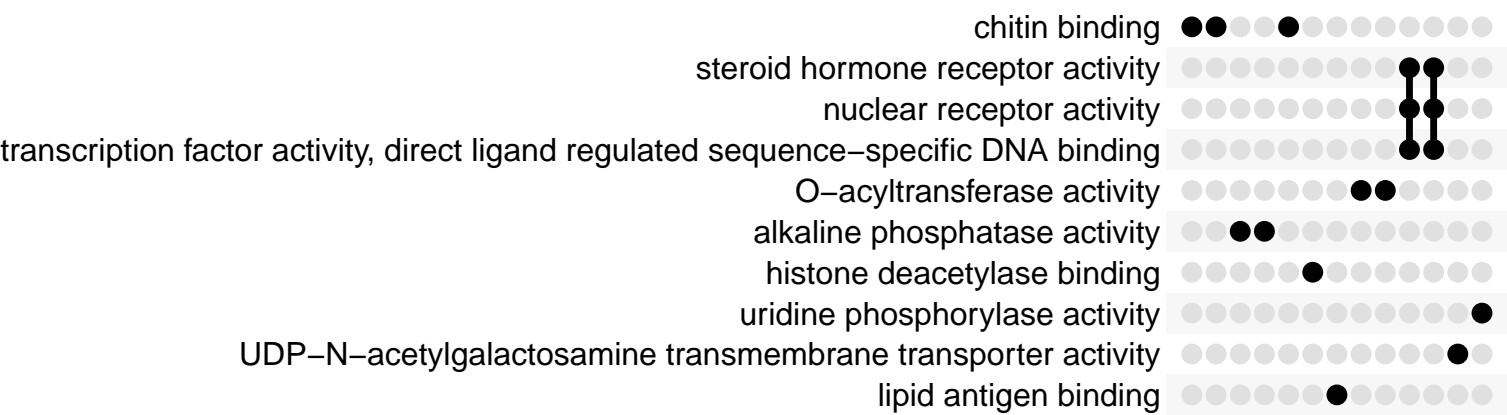 chitin binding
steroid hormone receptor activity
nuclear receptor activity
transcription factor activity, direct ligand regulated sequence−specific DNA binding
O−acyltransferase activity
alkaline phosphatase activity
histone deacetylase binding
uridine phosphorylase activity
UDP−N−acetylgalactosamine transmembrane transporter activity
lipid antigen binding